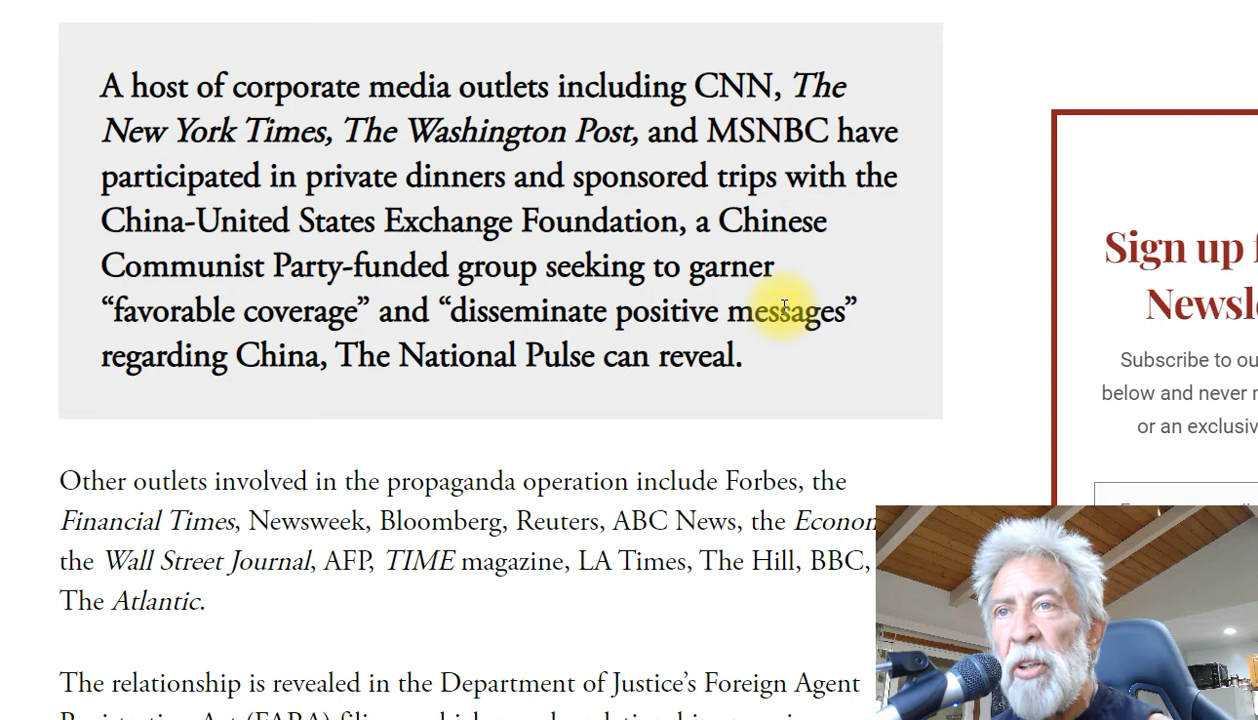 A host of corporate media outlets including CNN, The
New York Times, The Washington Post, and MSNBC have
participated in private dinners and sponsored trips with the
China-United States Exchange Foundation, a Chinese
Communist Party-funded group seeking to garner
“favorable coverage” and “disseminate positive messages”
regarding China, The National Pulse can reveal.
Other outlets involved in the propaganda operation include Forbes, the
Financial Times, Newsweek, Bloomberg, Reuters, ABC News, the Econom
the Wall Street Journal, AFP, TIME magazine, LA Times, The Hill, BBC,
The Atlantic.
The relationship is revealed in the Department of Justice’s Foreign Agent
Sign up f
Newsle
Subscribe to ou
below and never
or an exclusiv